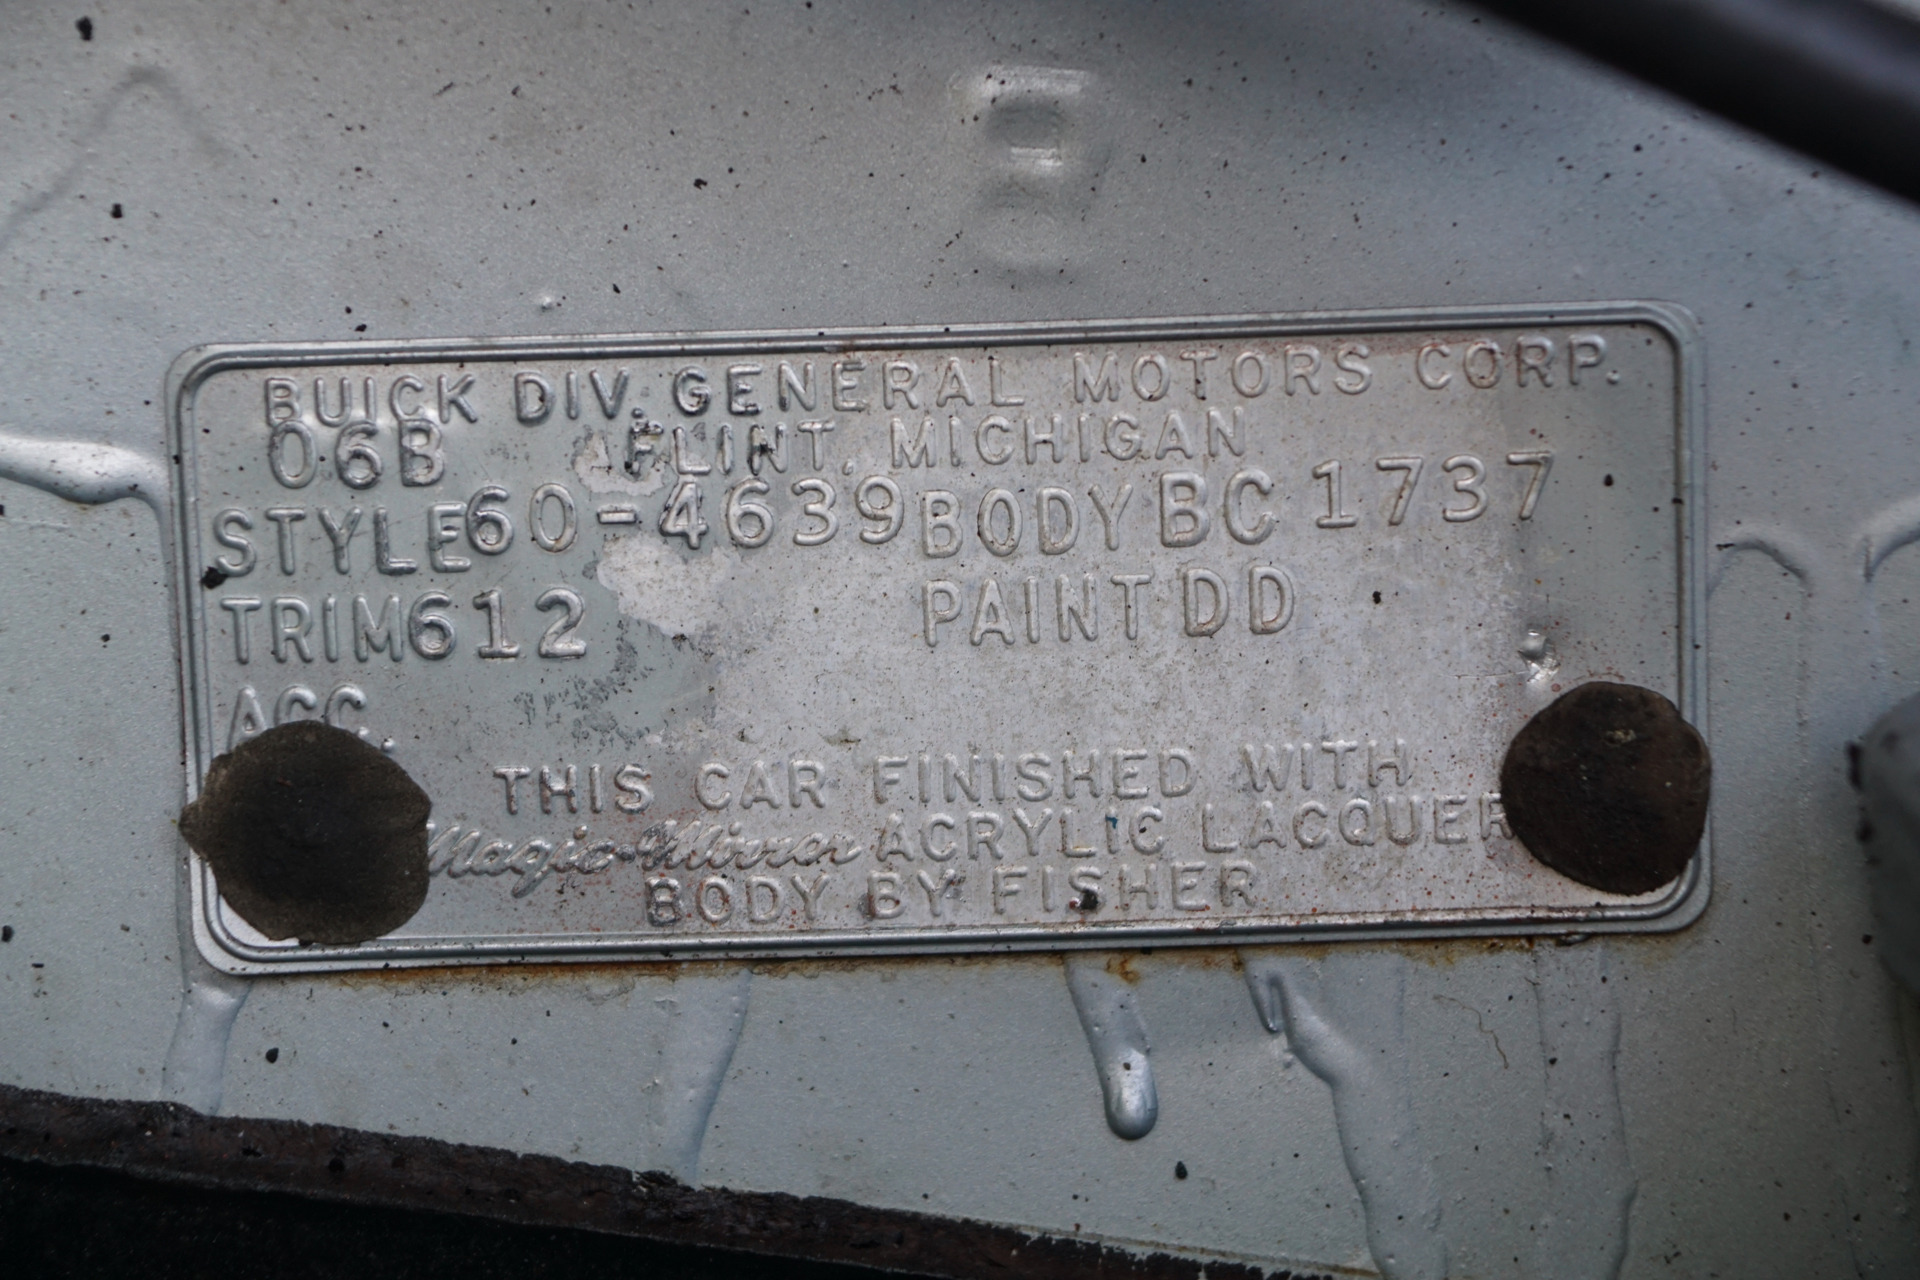 BUICK DIV. GENERAL MOTORS CORP.
06B FLINT, MICHIGAN
STYLE 60-4639 BODY BC 1737
TRIM 612 PAINT DD
ACC.
THIS CAR FINISHED WITH
Magic-Mirror ACRYLIC LACQUER
BODY BY FISHER